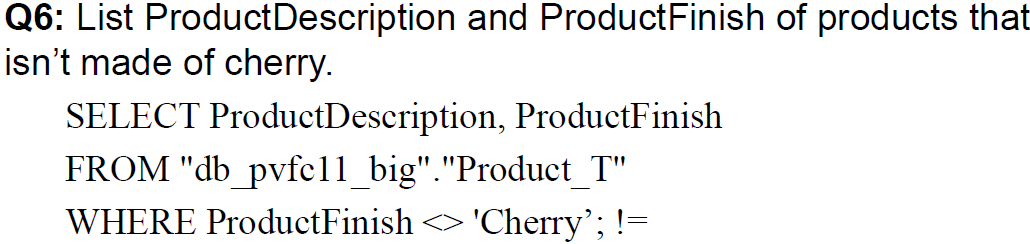 Q6: List ProductDescription and ProductFinish of products that
isn’t made of cherry.
SELECT ProductDescription, ProductFinish
FROM "db_pvfc11_big"."Product_T"
WHERE ProductFinish <> 'Cherry’; !=